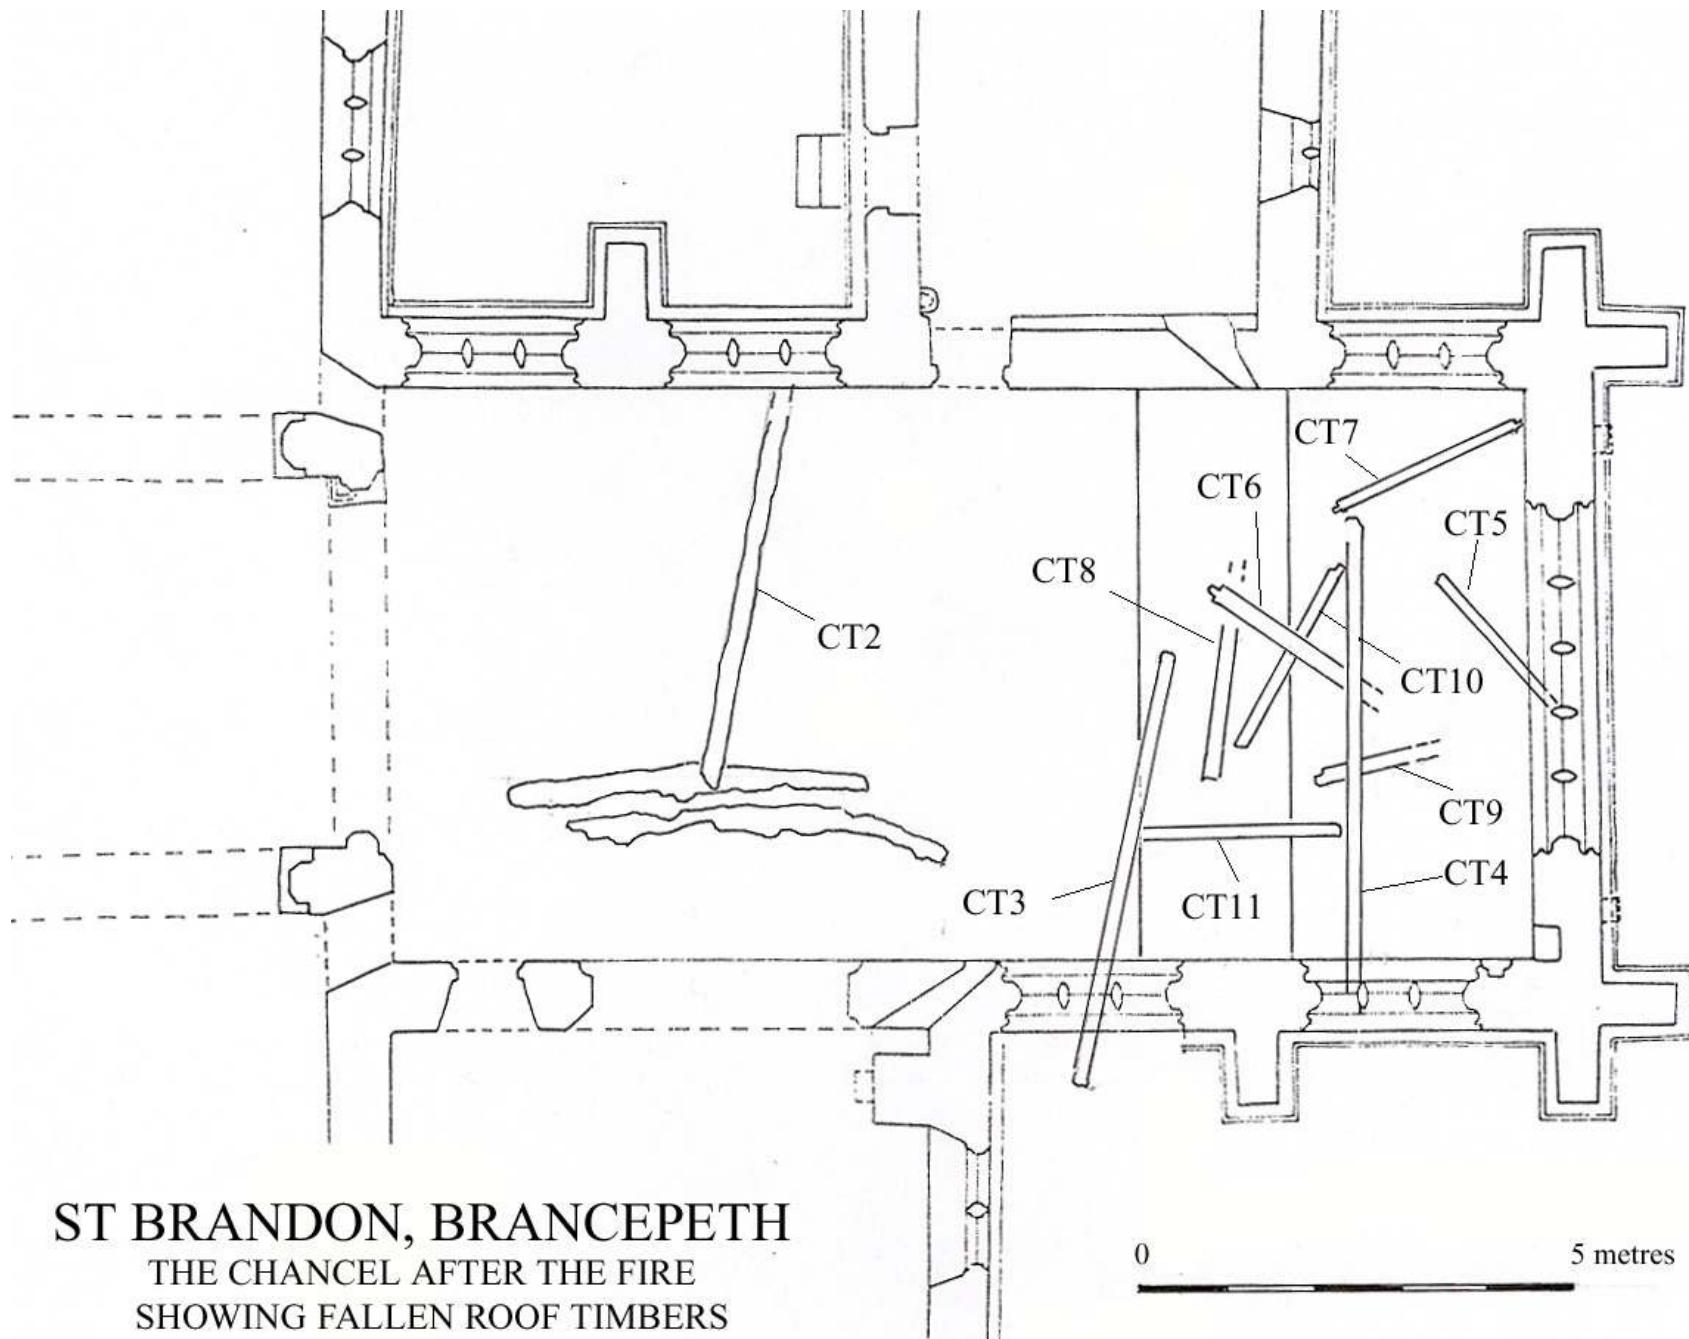 CT7
CT6
CT5
CT8
CT2
CT10
CT9
CT4
CT3
CT11
ST BRANDON, BRANCEPETH
THE CHANCEL AFTER THE FIRE
SHOWING FALLEN ROOF TIMBERS
0 5 metres